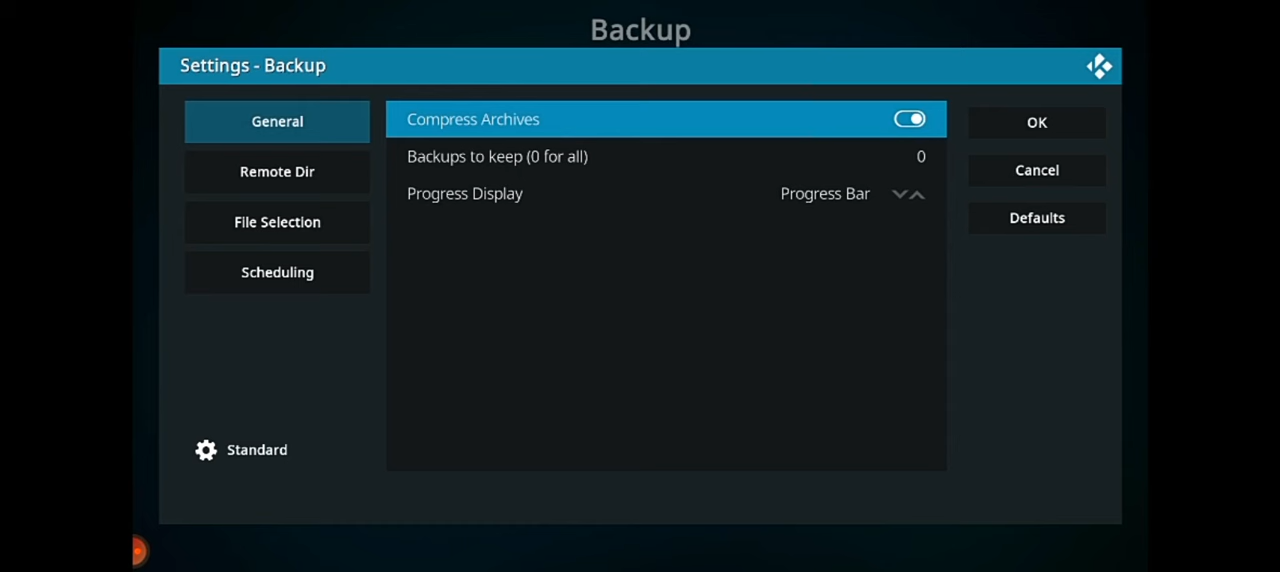 Backup
Settings - Backup
General
Remote Dir
File Selection
Scheduling
Standard
Compress Archives
Backups to keep (0 for all) 0
Progress Display Progress Bar
OK
Cancel
Defaults